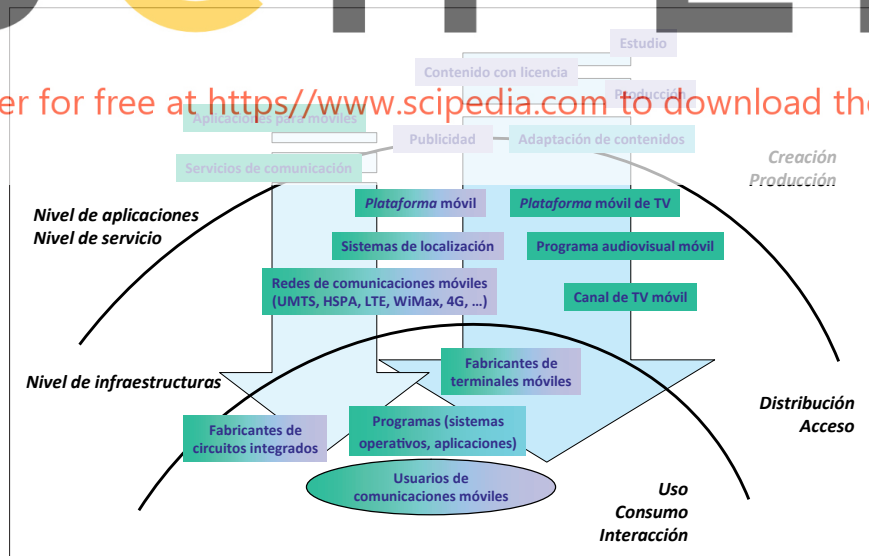 Estudio
Contenido con licencia
Producción
er for free at https//www.scipedia.com to download the
Aplicaciones para móviles
Publicidad
Adaptación de contenidos
Servicios de comunicación
Creación
Producción
Nivel de aplicaciones
Nivel de servicio
Plataforma móvil
Plataforma móvil de TV
Sistemas de localización
Programa audiovisual móvil
Redes de comunicaciones móviles
(UMTS, HSPA, LTE, WiMax, 4G, ...)
Canal de TV móvil
Nivel de infraestructuras
Fabricantes de
terminales móviles
Distribución
Acceso
Fabricantes de
circuitos integrados
Programas (sistemas
operativos, aplicaciones)
Usuarios de
comunicaciones móviles
Uso
Consumo
Interacción